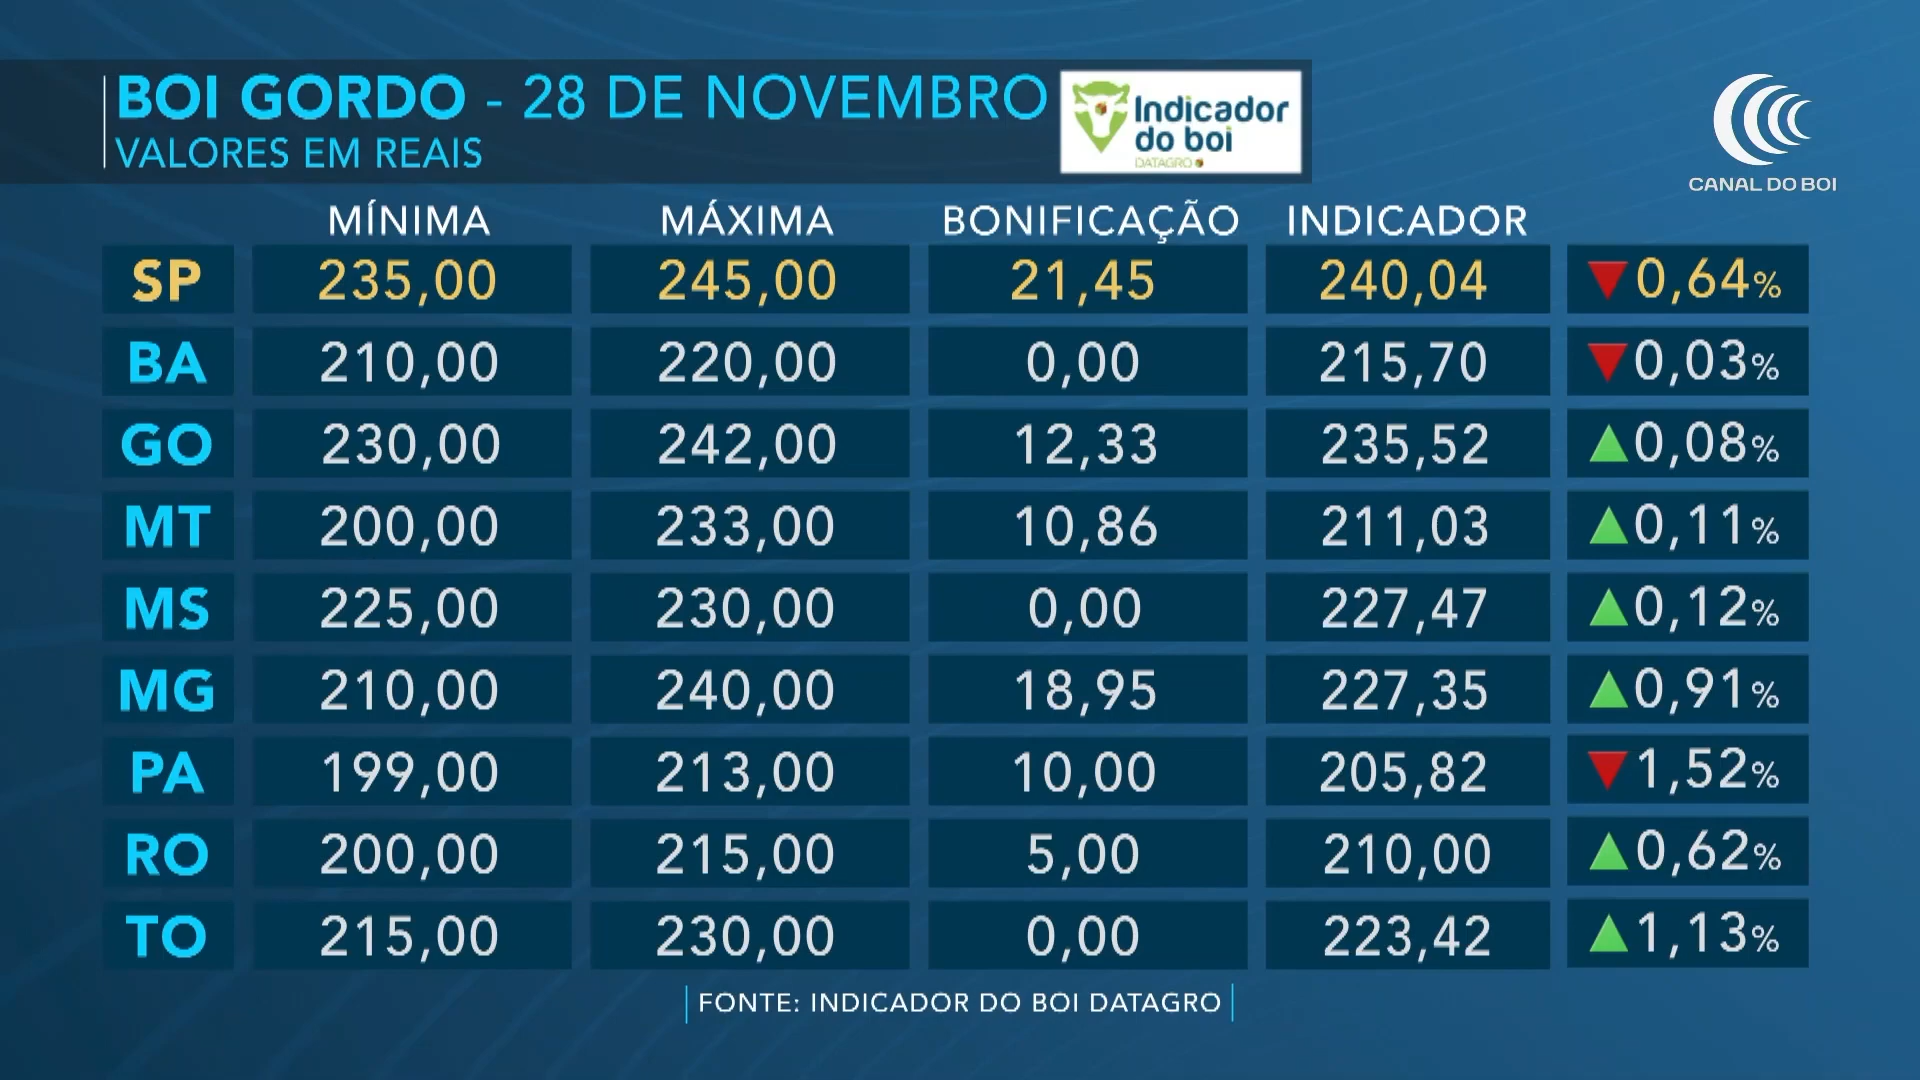 BOI GORDO - 28 DE NOVEMBRO
VALORES EM REAIS
Indicador
do boi
DATAGRO
CANAL DO BOI
MÍNIMA MÁXIMA BONIFICAÇÃO INDICADOR
SP 235,00 245,00 21,45 240,04 ▼0,64%
BA 210,00 220,00 0,00 215,70 ▼0,03%
GO 230,00 242,00 12,33 235,52 ▲0,08%
MT 200,00 233,00 10,86 211,03 ▲0,11%
MS 225,00 230,00 0,00 227,47 ▲0,12%
MG 210,00 240,00 18,95 227,35 ▲0,91%
PA 199,00 213,00 10,00 205,82 ▼1,52%
RO 200,00 215,00 5,00 210,00 ▲0,62%
TO 215,00 230,00 0,00 223,42 ▲1,13%
FONTE: INDICADOR DO BOI DATAGRO